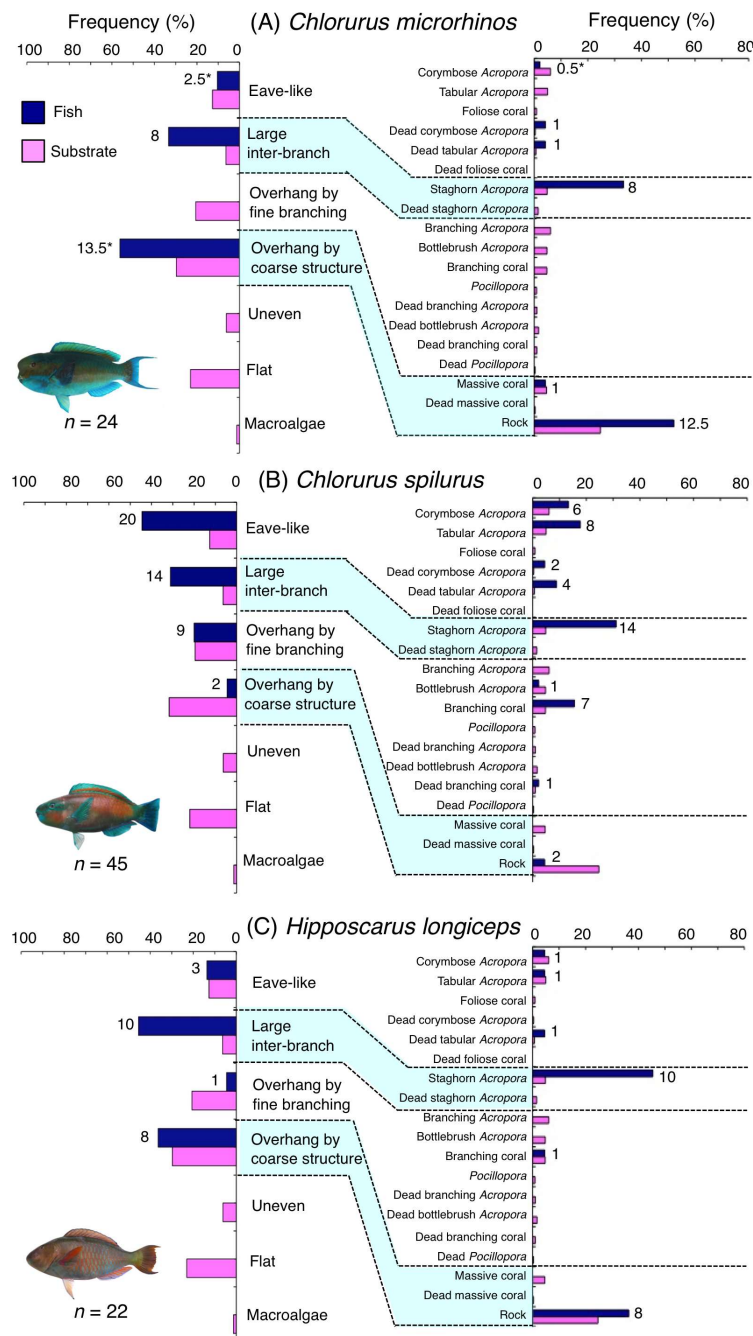 Frequency (%) (A) Chlorurus microrhinos Frequency (%)
100 80 60 40 20 0
0 20 40 60 80
Fish
Substrate
2.5*
Eave-like
8
Large
inter-branch
Overhang by
fine branching
13.5*
Overhang by
coarse structure
Uneven
Flat
Macroalgae
n = 24
Corymbose Acropora 0.5*
Tabular Acropora
Foliose coral
Dead corymbose Acropora 1
Dead tabular Acropora 1
Dead foliose coral
Staghorn Acropora 8
Dead staghorn Acropora
Branching Acropora
Bottlebrush Acropora
Branching coral
Pocillopora
Dead branching Acropora
Dead bottlebrush Acropora
Dead branching coral
Dead Pocillopora
Massive coral 1
Dead massive coral
Rock 12.5
(B) Chlorurus spilurus
100 80 60 40 20 0
0 20 40 60 80
20
Eave-like
14
Large
inter-branch
9
Overhang by
fine branching
2
Overhang by
coarse structure
Uneven
Flat
Macroalgae
n = 45
Corymbose Acropora 6
Tabular Acropora 8
Foliose coral
Dead corymbose Acropora 2
Dead tabular Acropora 4
Dead foliose coral
Staghorn Acropora 14
Dead staghorn Acropora
Branching Acropora
Bottlebrush Acropora 1
Branching coral 7
Pocillopora
Dead branching Acropora
Dead bottlebrush Acropora
Dead branching coral 1
Dead Pocillopora
Massive coral
Dead massive coral
Rock 2
(C) Hipposcarus longiceps
100 80 60 40 20 0
0 20 40 60 80
3
Eave-like
10
Large
inter-branch
1
Overhang by
fine branching
8
Overhang by
coarse structure
Uneven
Flat
Macroalgae
n = 22
Corymbose Acropora 1
Tabular Acropora 1
Foliose coral
Dead corymbose Acropora
Dead tabular Acropora 1
Dead foliose coral
Staghorn Acropora 10
Dead staghorn Acropora
Branching Acropora
Bottlebrush Acropora
Branching coral 1
Pocillopora
Dead branching Acropora
Dead bottlebrush Acropora
Dead branching coral
Dead Pocillopora
Massive coral
Dead massive coral
Rock 8